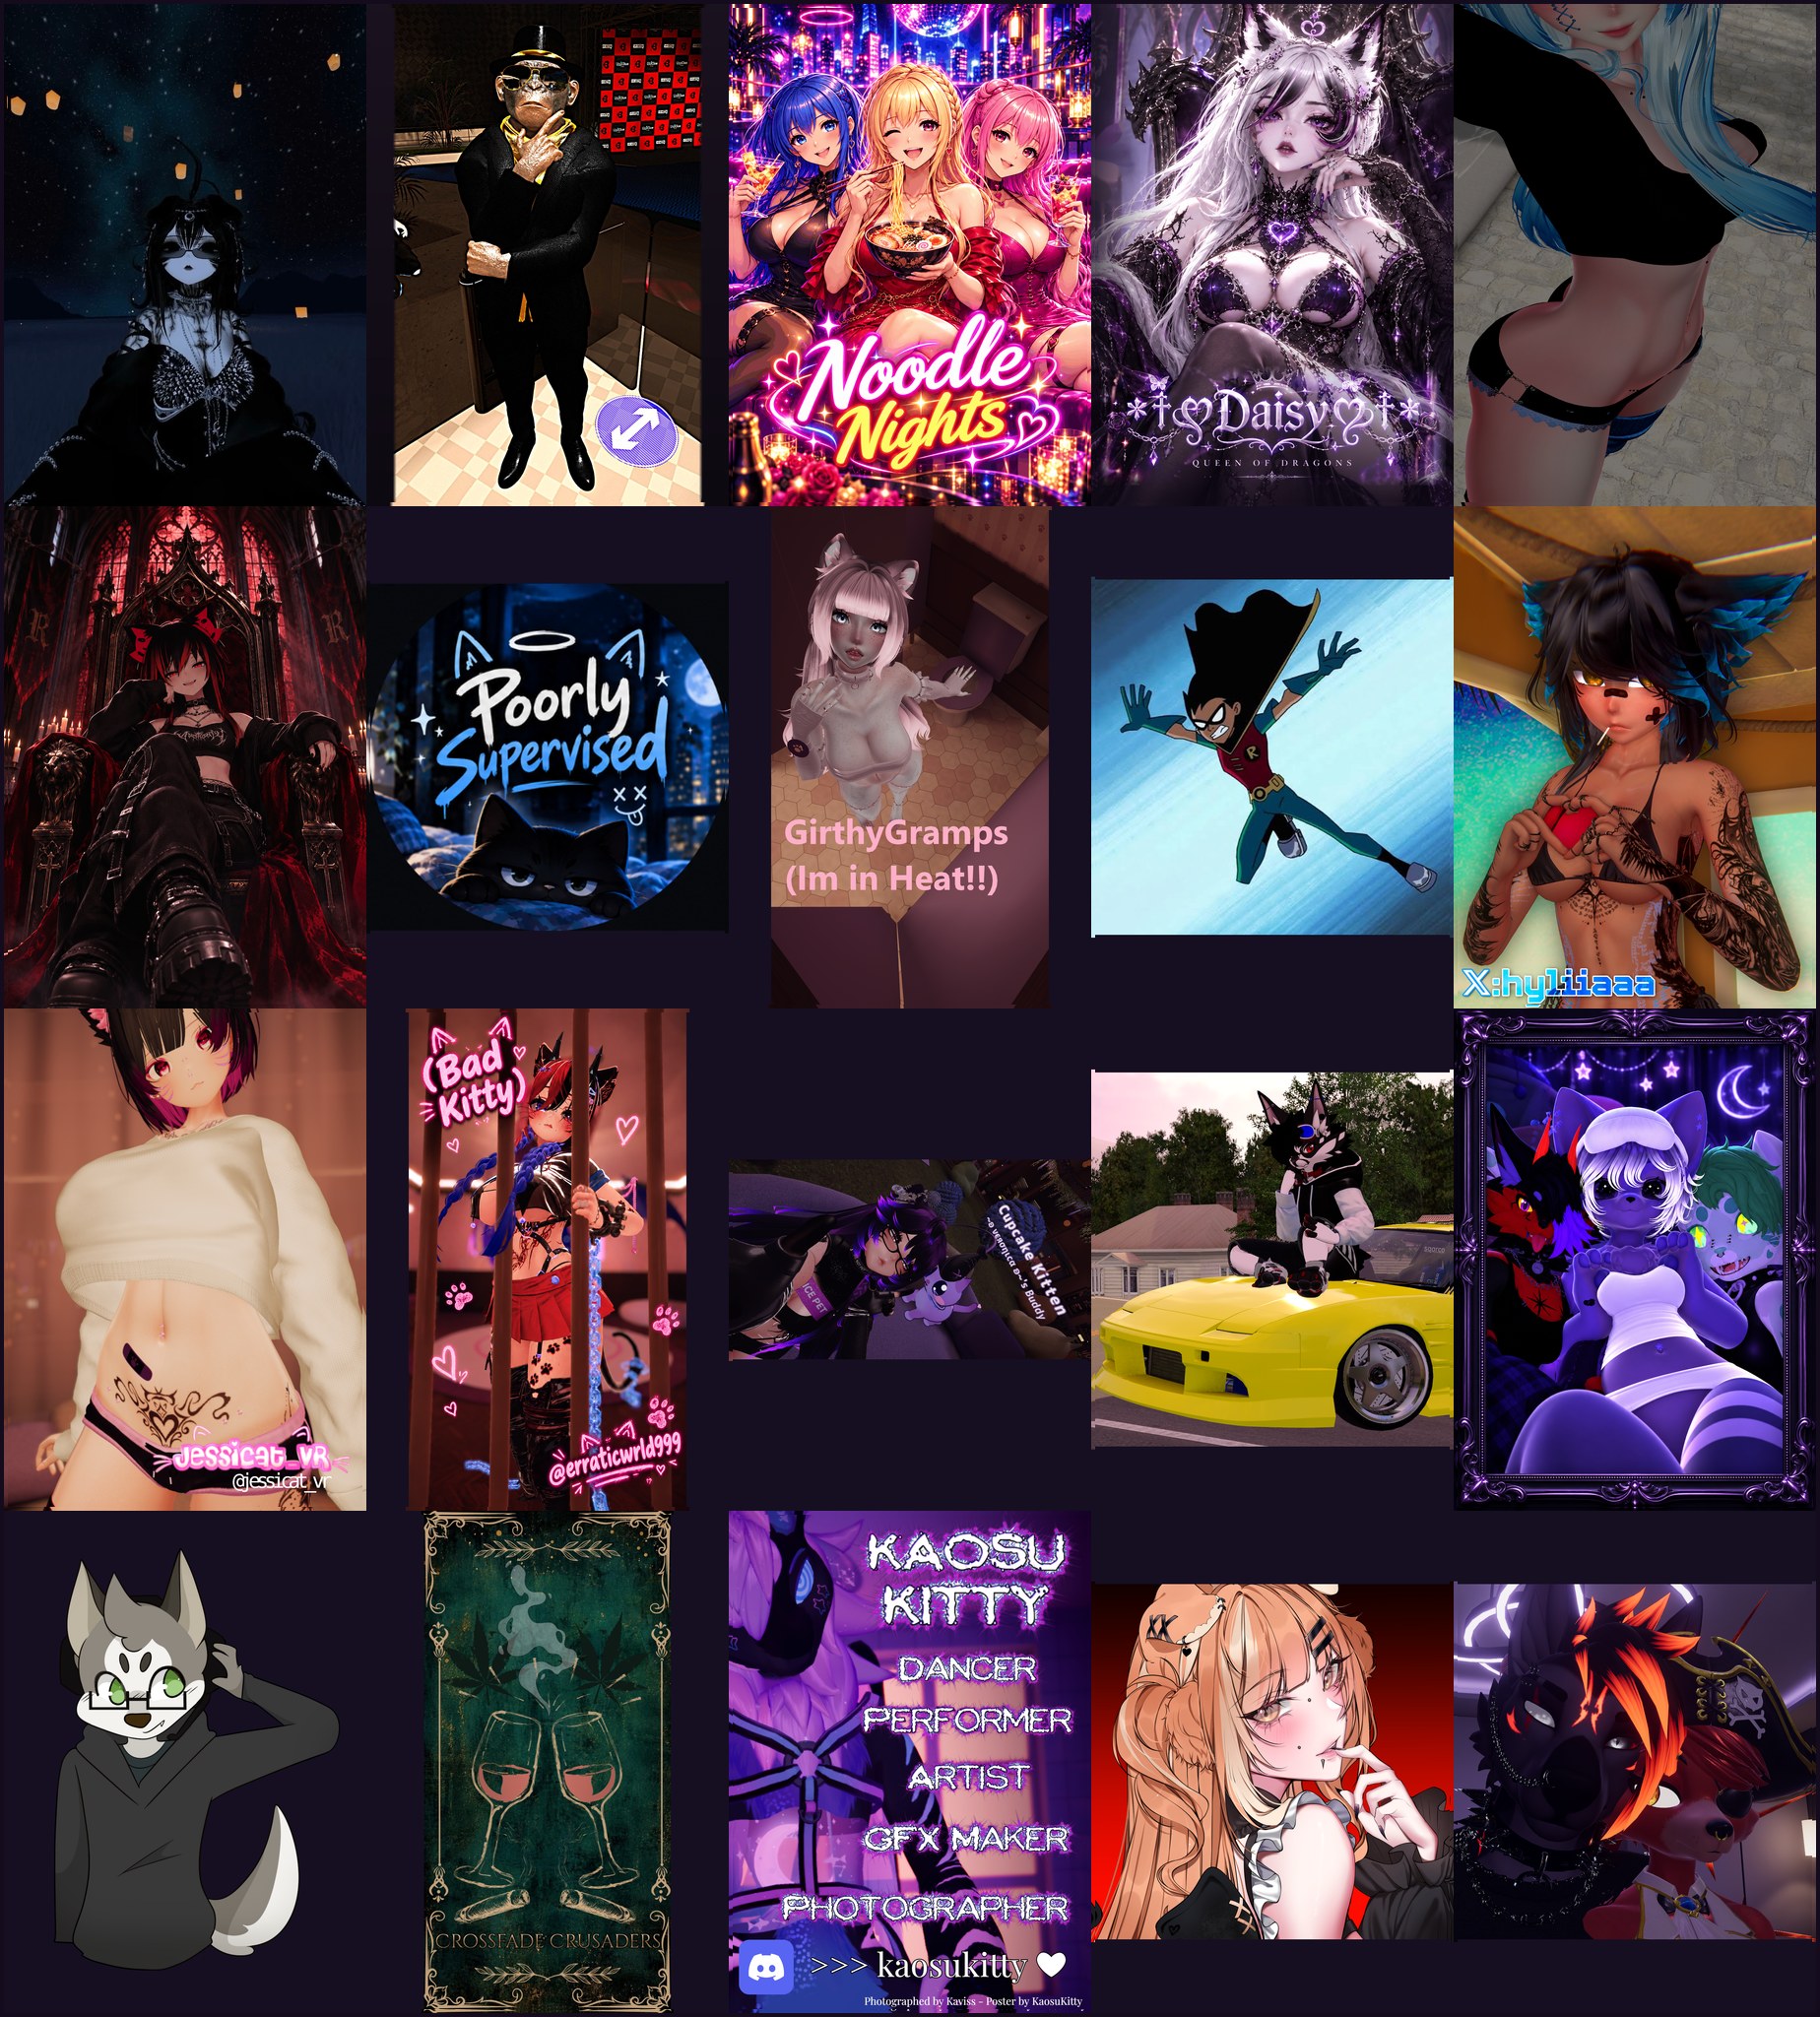 Noodle
Nights
*†♡Daisy♡†*
QUEEN OF DRAGONS
R
R
Poorly
Supervised
GirthyGramps
(Im in Heat!!)
R
X:hyliiaaa
Jessicat_VR
@jessicat_vr
(Bad
Kitty)
@erraticwrld999
Cupcake Kitten
CROSSFADE CRUSADERS
KAOSU
KITTY
DANCER
PERFORMER
ARTIST
GFX MAKER
PHOTOGRAPHER
>>> kaosukitty ♥
Photographed by Kaviss - Poster by KaosuKitty